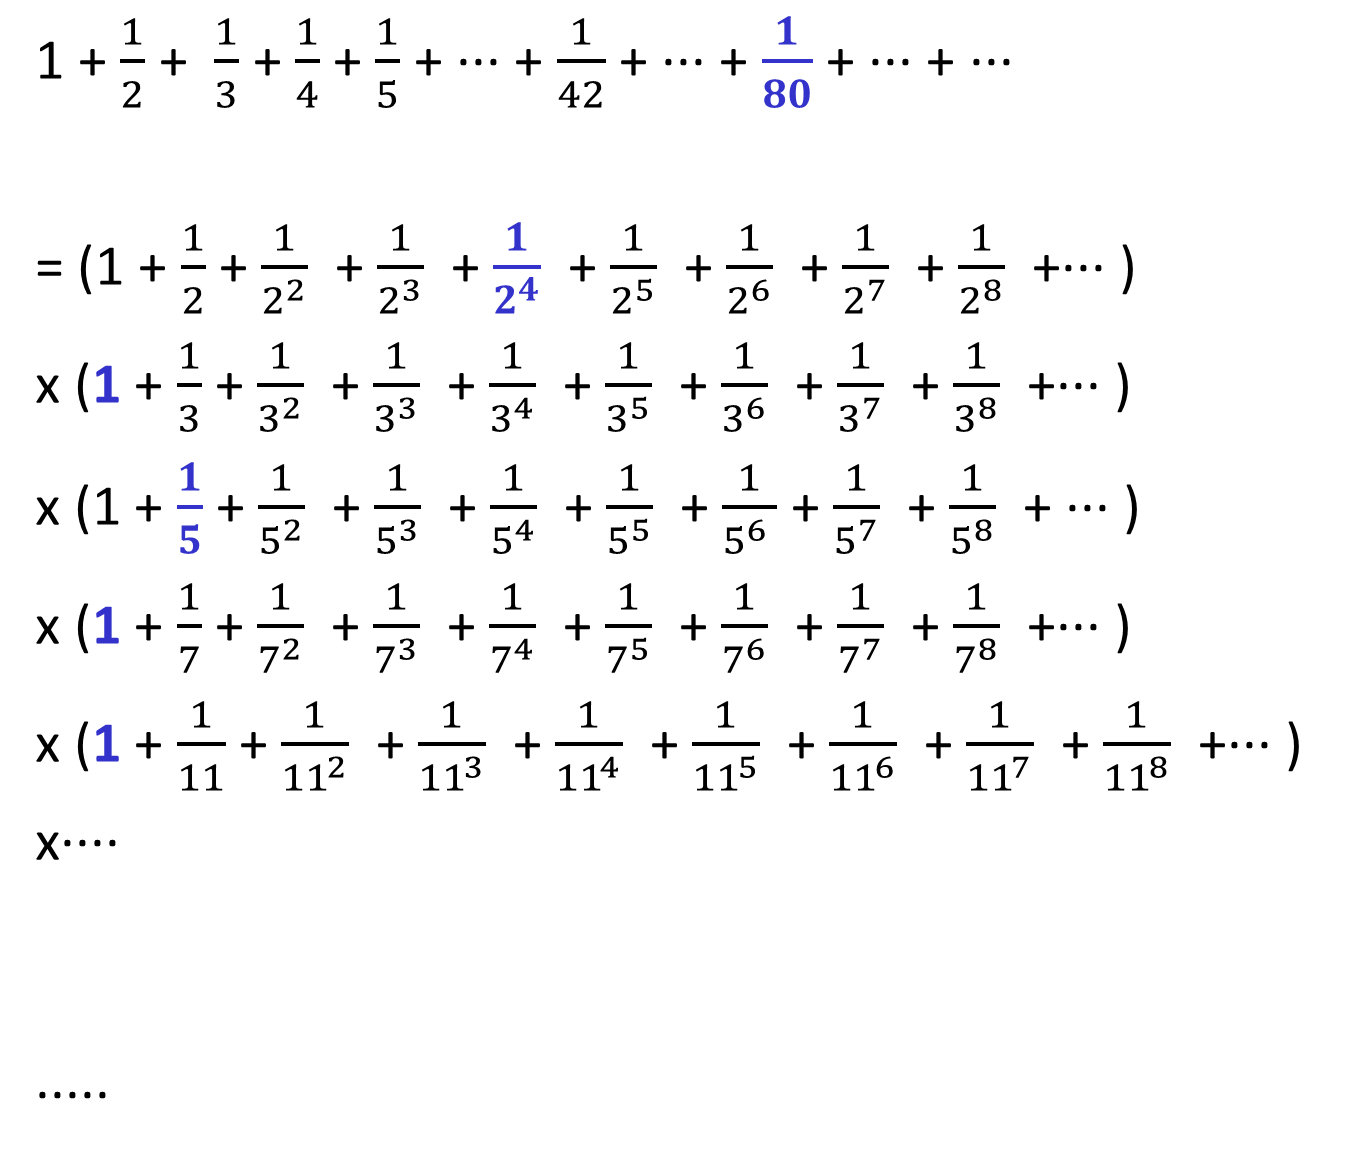 1 + 1/2 + 1/3 + 1/4 + 1/5 + ⋯ + 1/42 + ⋯ + 1/80 + ⋯ + ⋯
= (1 + 1/2 + 1/2² + 1/2³ + 1/2⁴ + 1/2⁵ + 1/2⁶ + 1/2⁷ + 1/2⁸ +⋯ )
x (1 + 1/3 + 1/3² + 1/3³ + 1/3⁴ + 1/3⁵ + 1/3⁶ + 1/3⁷ + 1/3⁸ +⋯ )
x (1 + 1/5 + 1/5² + 1/5³ + 1/5⁴ + 1/5⁵ + 1/5⁶ + 1/5⁷ + 1/5⁸ + ⋯ )
x (1 + 1/7 + 1/7² + 1/7³ + 1/7⁴ + 1/7⁵ + 1/7⁶ + 1/7⁷ + 1/7⁸ +⋯ )
x (1 + 1/11 + 1/11² + 1/11³ + 1/11⁴ + 1/11⁵ + 1/11⁶ + 1/11⁷ + 1/11⁸ +⋯ )
x····
·····